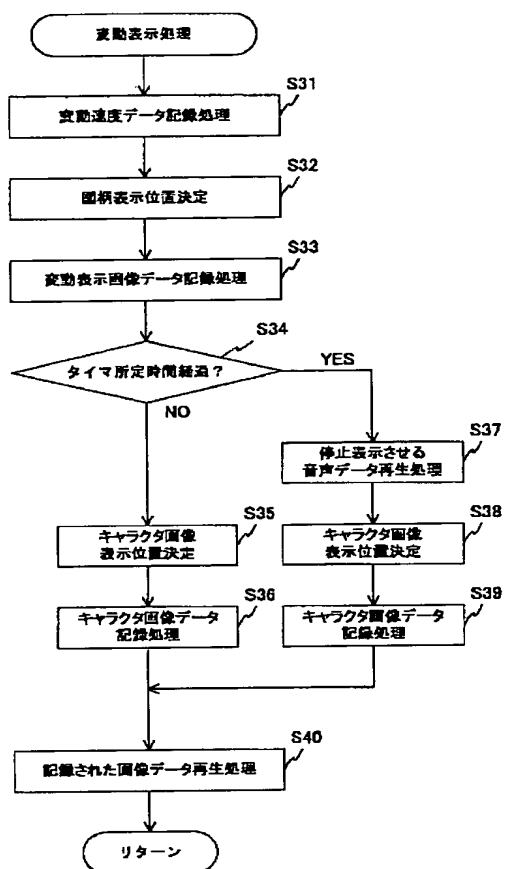 変動表示処理
S31
変動速度データ記録処理
S32
図柄表示位置決定
S33
変動表示画像データ記録処理
S34
タイマ所定時間経過？
YES
NO
S37
停止表示させる
音声データ再生処理
S35
キャラクタ画像
表示位置決定
S38
キャラクタ画像
表示位置決定
S36
キャラクタ画像データ
記録処理
S39
キャラクタ画像データ
記録処理
S40
記録された画像データ再生処理
リターン